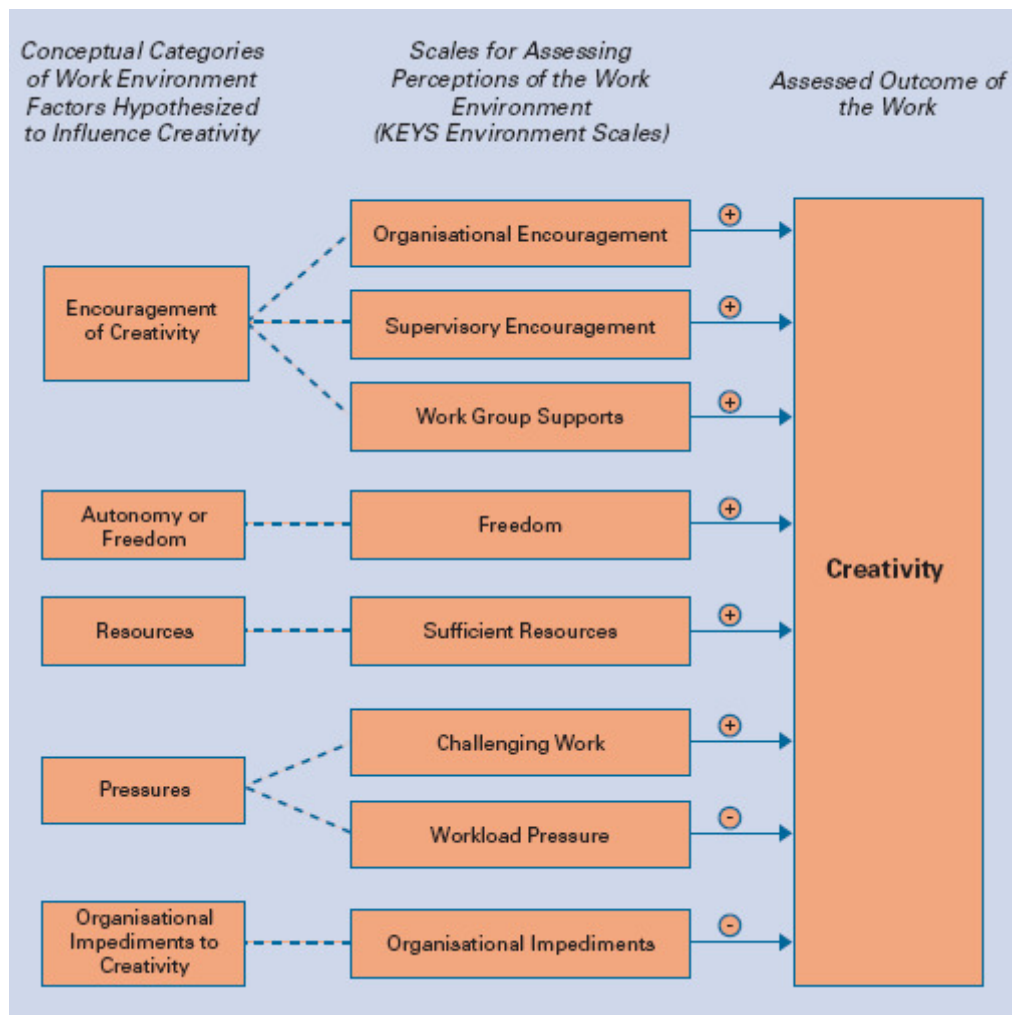 Conceptual Categories
of Work Environment
Factors Hypothesized
to Influence Creativity
Scales for Assessing
Perceptions of the Work
Environment
(KEYS Environment Scales)
Assessed Outcome of
the Work
Encouragement
of Creativity
Organisational Encouragement
+
Supervisory Encouragement
+
Work Group Supports
+
Autonomy or
Freedom
Freedom
+
Resources
Sufficient Resources
+
Pressures
Challenging Work
+
Workload Pressure
-
Organisational
Impediments to
Creativity
Organisational Impediments
-
Creativity